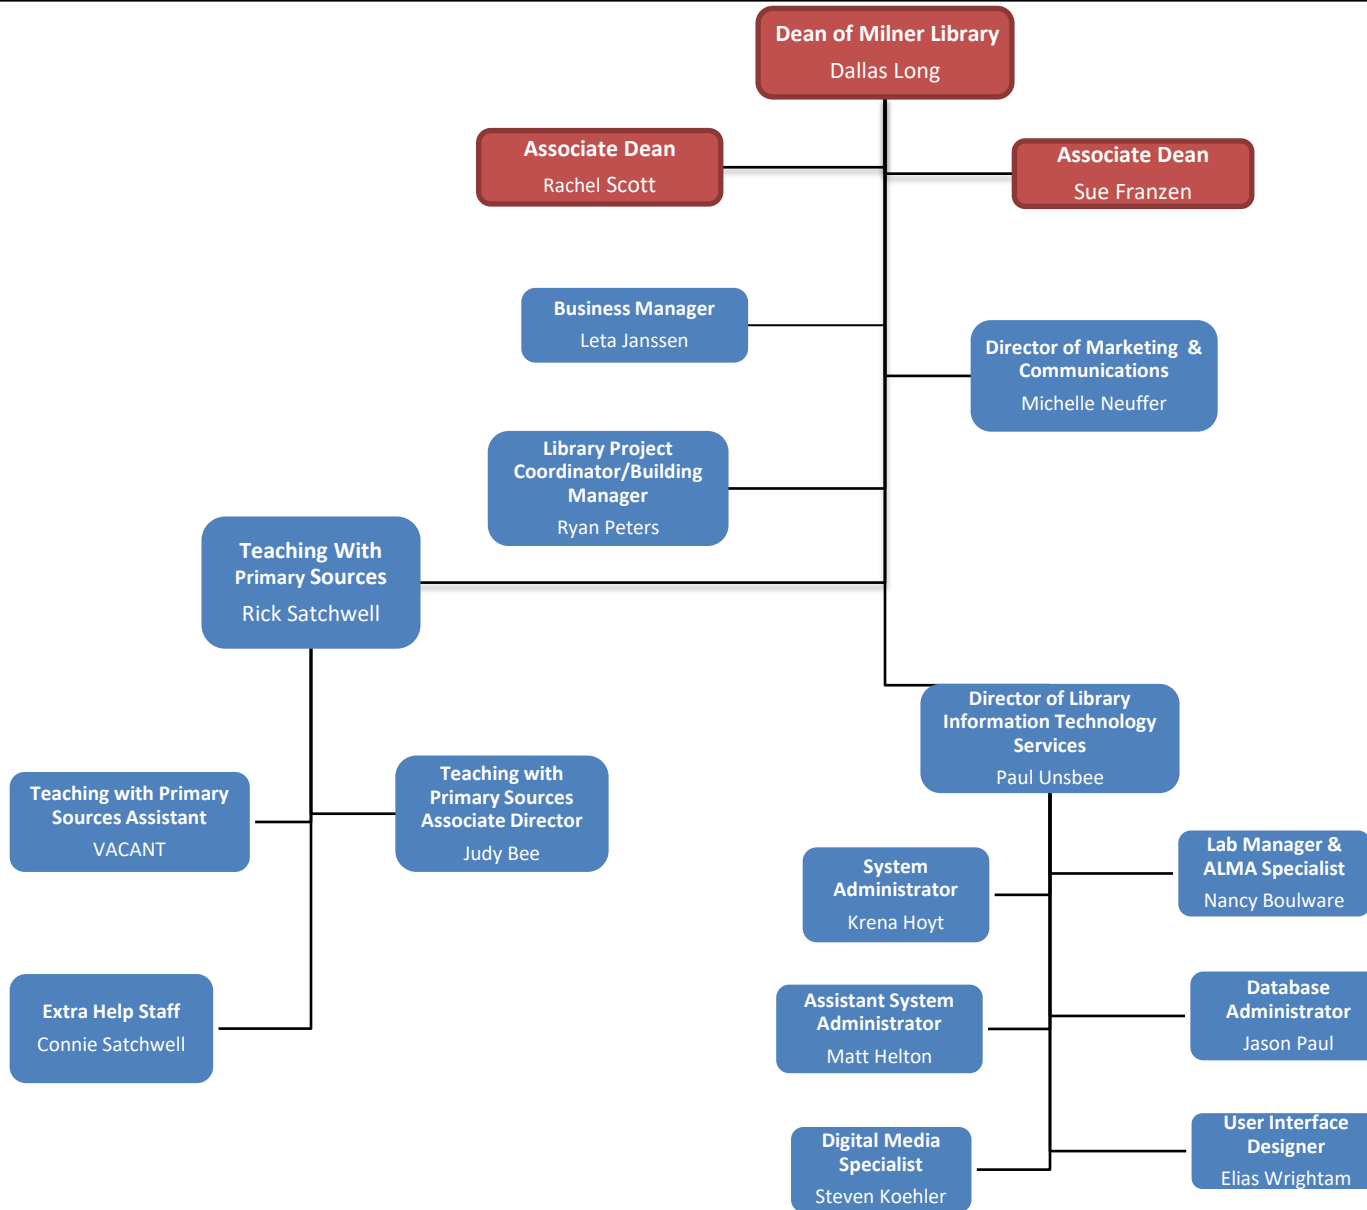 Dean of Milner Library
Dallas Long
Associate Dean
Rachel Scott
Associate Dean
Sue Franzen
Business Manager
Leta Janssen
Director of Marketing & 
Communications
Michelle Neuffer
Library Project
Coordinator/Building
Manager
Ryan Peters
Teaching With
Primary Sources
Rick Satchwell
Director of Library
Information Technology
Services
Paul Unsbee
Teaching with Primary
Sources Assistant
VACANT
Teaching with
Primary Sources
Associate Director
Judy Bee
System
Administrator
Krena Hoyt
Lab Manager &
ALMA Specialist
Nancy Boulware
Extra Help Staff
Connie Satchwell
Assistant System
Administrator
Matt Helton
Database
Administrator
Jason Paul
Digital Media
Specialist
Steven Koehler
User Interface
Designer
Elias Wrightam